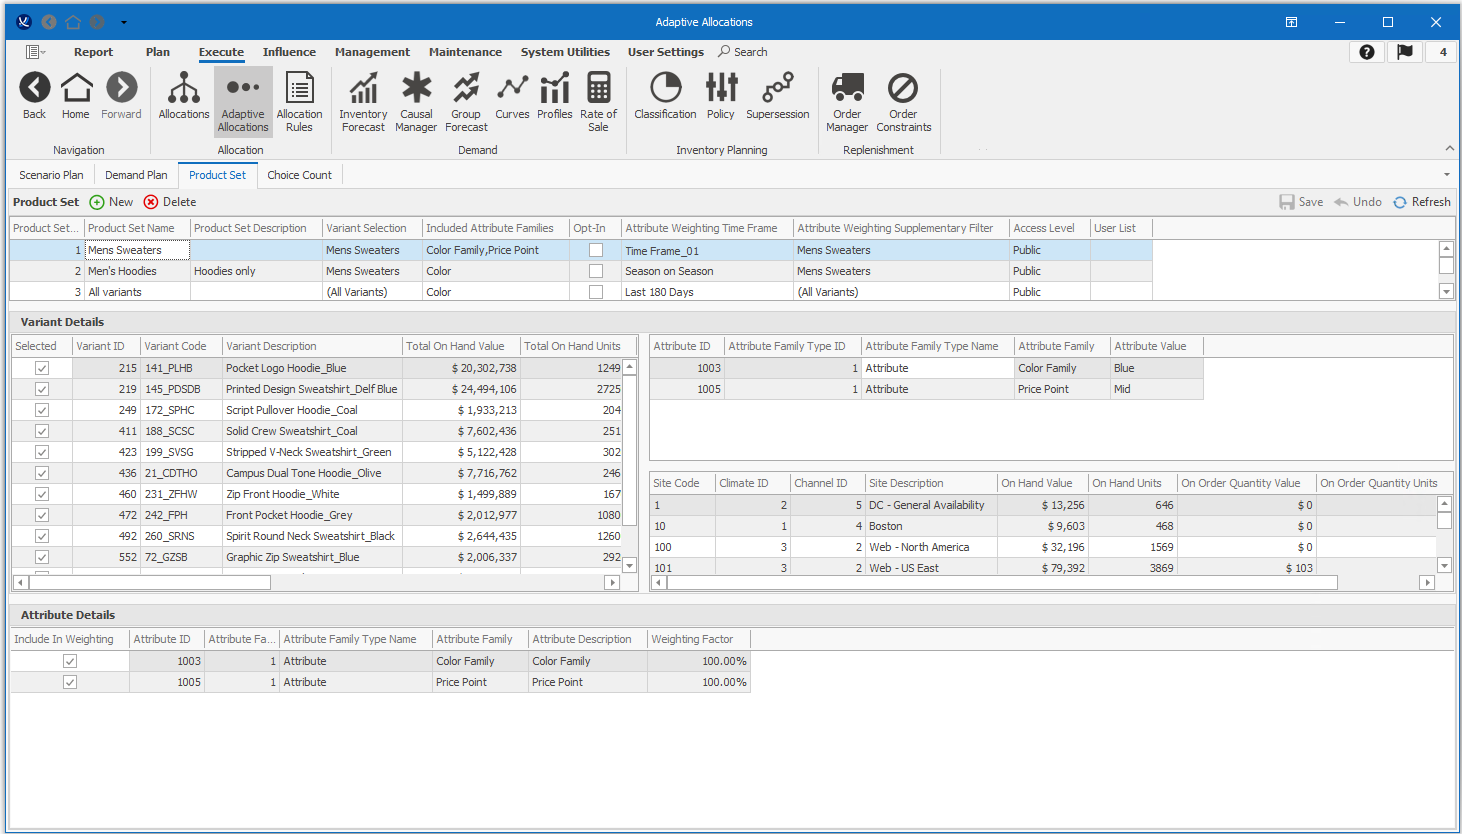 Adaptive Allocations
Report Plan Execute Influence Management Maintenance System Utilities User Settings Search 4
Back Home Forward Allocations Adaptive Allocations Allocation Rules Inventory Forecast Causal Manager Group Forecast Curves Profiles Rate of Sale Classification Policy Supersession Order Manager Order Constraints
Navigation Allocation Demand Inventory Planning Replenishment
Scenario Plan Demand Plan Product Set Choice Count
Product Set New Delete Save Undo Refresh
Product Set... Product Set Name Product Set Description Variant Selection Included Attribute Families Opt-In Attribute Weighting Time Frame Attribute Weighting Supplementary Filter Access Level User List
1 Mens Sweaters Mens Sweaters Color Family,Price Point Time Frame_01 Mens Sweaters Public
2 Men's Hoodies Hoodies only Mens Sweaters Color Season on Season Mens Sweaters Public
3 All variants (All Variants) Color Last 180 Days (All Variants) Public
Variant Details
Selected Variant ID Variant Code Variant Description Total On Hand Value Total On Hand Units
215 141_PLHB Pocket Logo Hoodie_Blue $ 20,302,738 1249
219 145_PDSDB Printed Design Sweatshirt_Delf Blue $ 24,494,106 2725
249 172_SPHC Script Pullover Hoodie_Coal $ 1,933,213 204
411 188_SCSC Solid Crew Sweatshirt_Coal $ 7,602,436 251
423 199_SVSG Stripped V-Neck Sweatshirt_Green $ 5,122,428 302
436 21_CDTHO Campus Dual Tone Hoodie_Olive $ 7,716,762 246
460 231_ZFHW Zip Front Hoodie_White $ 1,499,889 167
472 242_FPH Front Pocket Hoodie_Grey $ 2,012,977 1080
492 260_SRNS Spirit Round Neck Sweatshirt_Black $ 2,644,435 1260
552 72_GZSB Graphic Zip Sweatshirt_Blue $ 2,006,337 292
Attribute ID Attribute Family Type ID Attribute Family Type Name Attribute Family Attribute Value
1003 1 Attribute Color Family Blue
1005 1 Attribute Price Point Mid
Site Code Climate ID Channel ID Site Description On Hand Value On Hand Units On Order Quantity Value On Order Quantity Units
1 2 5 DC - General Availability $ 13,256 646 $ 0
10 1 4 Boston $ 9,603 468 $ 0
100 3 2 Web - North America $ 32,196 1569 $ 0
101 3 2 Web - US East $ 79,392 3869 $ 103
Attribute Details
Include In Weighting Attribute ID Attribute Fa... Attribute Family Type Name Attribute Family Attribute Description Weighting Factor
1003 1 Attribute Color Family Color Family 100.00%
1005 1 Attribute Price Point Price Point 100.00%